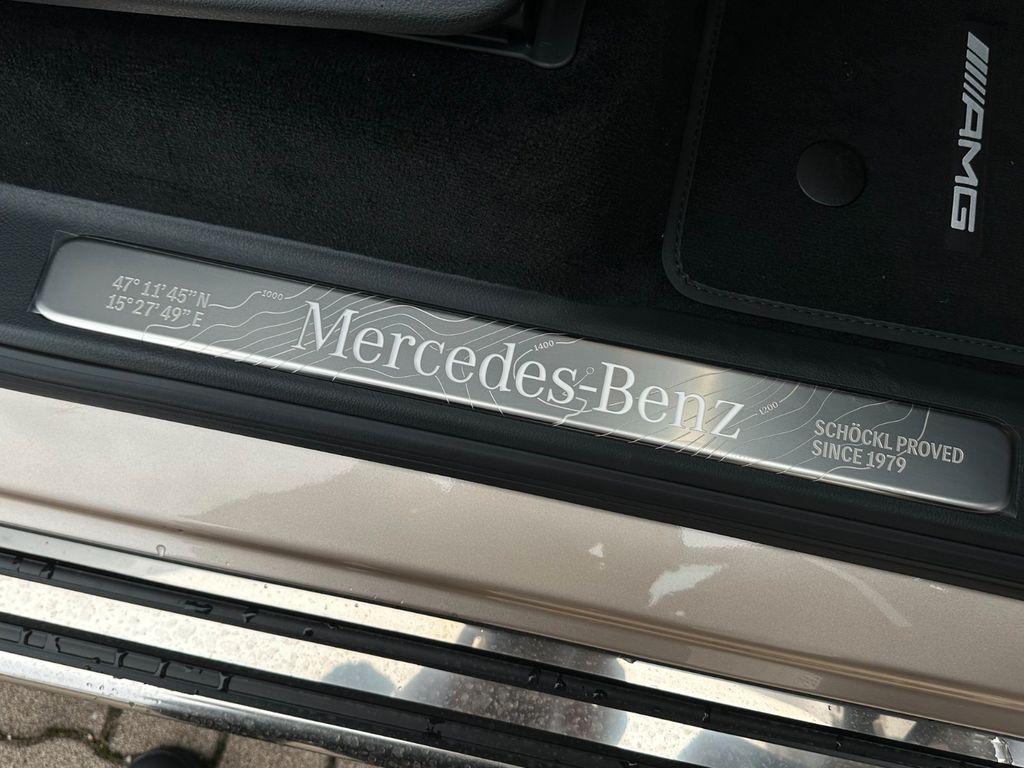 47° 11' 45" N
15° 27' 49" E
1000
Mercedes-Benz
1400
1200
SCHÖCKL PROVED
SINCE 1979
AMG